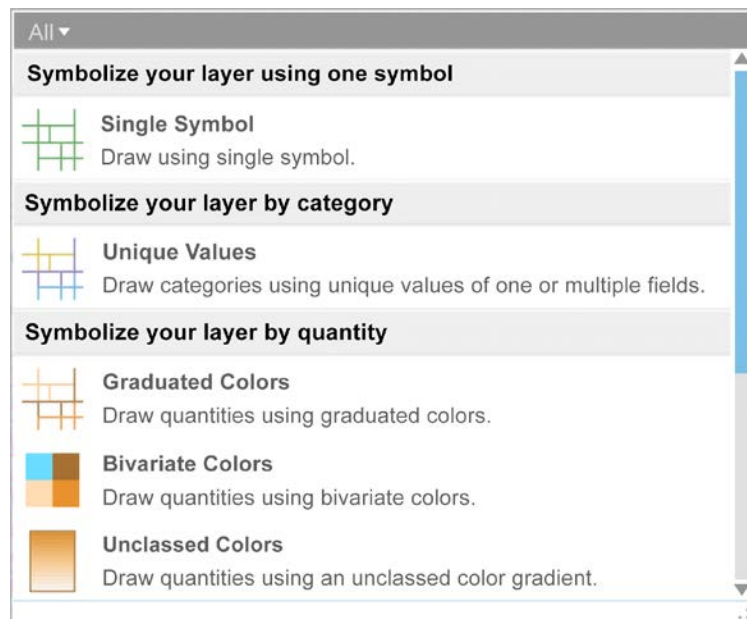 All
Symbolize your layer using one symbol
Single Symbol
Draw using single symbol.
Symbolize your layer by category
Unique Values
Draw categories using unique values of one or multiple fields.
Symbolize your layer by quantity
Graduated Colors
Draw quantities using graduated colors.
Bivariate Colors
Draw quantities using bivariate colors.
Unclassed Colors
Draw quantities using an unclassed color gradient.